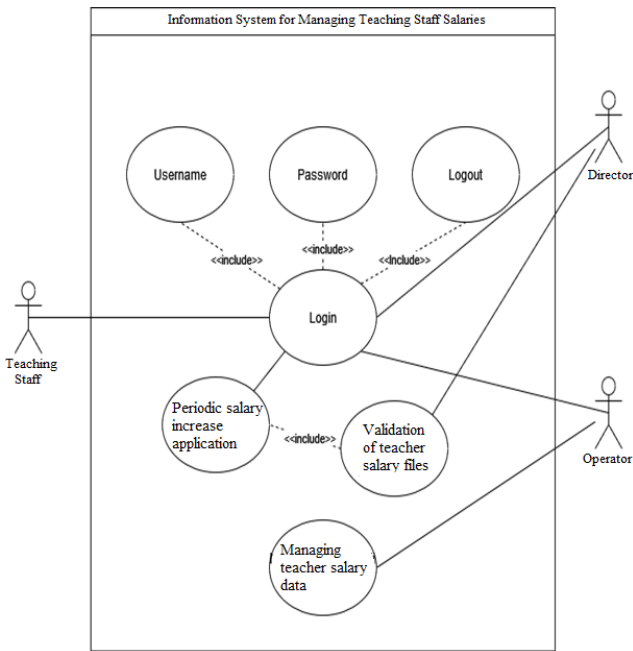 Information System for Managing Teaching Staff Salaries
Username
Password
Logout
Director
<<include>>
<<include>>
<<Include>>
Login
Teaching
Staff
Periodic salary
increase
application
<<include>>
Validation
of teacher
salary files
Operator
Managing
teacher salary
data